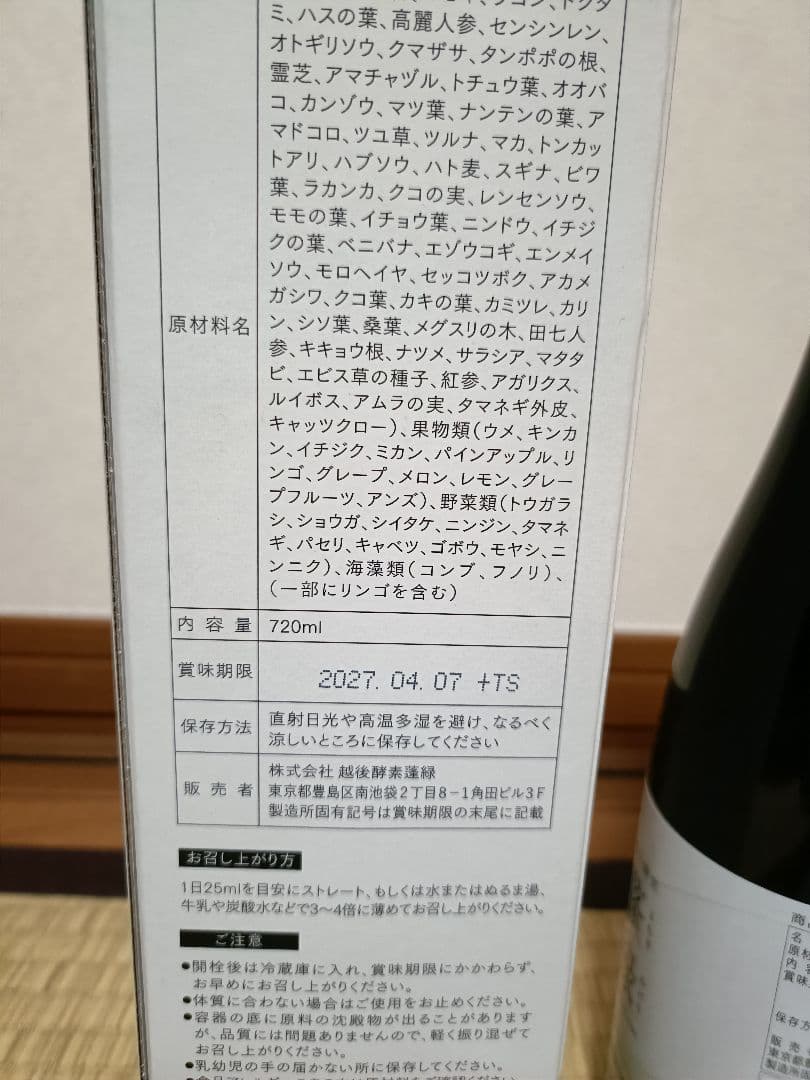 ミ、ハスの葉、高麗人参、センシンレン、
オトギリソウ、クマザサ、タンポポの根、
霊芝、アマチャヅル、トチュウ葉、オオバ
コ、カンゾウ、マツ葉、ナンテンの葉、ア
マドコロ、ツユ草、ツルナ、マカ、トンカッ
トアリ、ハブソウ、ハト麦、スギナ、ビワ
葉、ラカンカ、クコの実、レンセンソウ、
モモの葉、イチョウ葉、ニンドウ、イチジ
クの葉、ベニバナ、エゾウコギ、エンメイ
ソウ、モロヘイヤ、セッコツボク、アカメ
ガシワ、クコ葉、カキの葉、カミツレ、カリ
原材料名
ン、シソ葉、桑葉、メグスリの木、田七人
参、キキョウ根、ナツメ、サラシア、マタタ
ビ、エビス草の種子、紅参、アガリクス、
ルイボス、アムラの実、タマネギ外皮、
キャッツクロー）、果物類（ウメ、キンカ
ン、イチジク、ミカン、パインアップル、リ
ンゴ、グレープ、メロン、レモン、グレー
プフルーツ、アンズ）、野菜類（トウガラ
シ、ショウガ、シイタケ、ニンジン、タマネ
ギ、パセリ、キャベツ、ゴボウ、モヤシ、ニ
ンニク）、海藻類（コンブ、フノリ）、
（一部にリンゴを含む）
内容量 720ml
賞味期限 2027.04.07 +TS
保存方法 直射日光や高温多湿を避け、なるべく
涼しいところに保存してください
販売者 株式会社 越後酵素蓬緑
東京都豊島区南池袋2丁目8-1角田ビル3F
製造所固有記号は賞味期限の末尾に記載
お召し上がり方
1日25mlを目安にストレート、もしくは水またはぬるま湯、
牛乳や炭酸水などで3〜4倍に薄めてお召し上がりください。
ご注意
●開栓後は冷蔵庫に入れ、賞味期限にかかわらず、
お早めにお召し上がりください。
●体質に合わない場合はご使用をお止めください。
●容器の底に原料の沈殿物が出ることがあります
が、品質には問題ありませんので、軽く振り混ぜて
お召し上がりください。
●乳幼児の手の届かない所に保存してください。
商
名
原材
内
賞味
保存方
販売
東京都
製造所